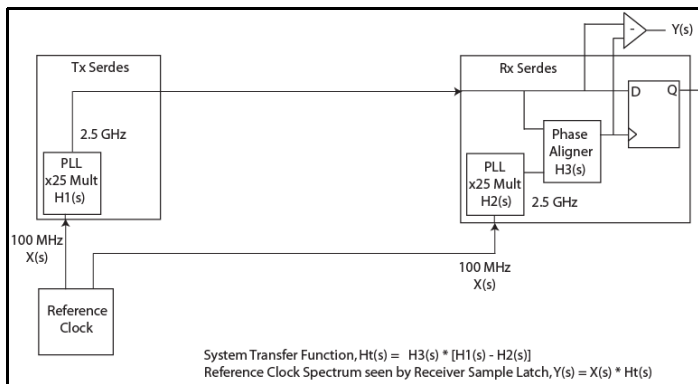 Y(s)
-
Tx Serdes
Rx Serdes
D
Q
2.5 GHz
Phase
Aligner
H3(s)
PLL
x25 Mult
H1(s)
PLL
x25 Mult
H2(s)
2.5 GHz
100 MHz
X(s)
100 MHz
X(s)
Reference
Clock
System Transfer Function, Ht(s) = H3(s) * [H1(s) - H2(s)]
Reference Clock Spectrum seen by Receiver Sample Latch, Y(s) = X(s) * Ht(s)